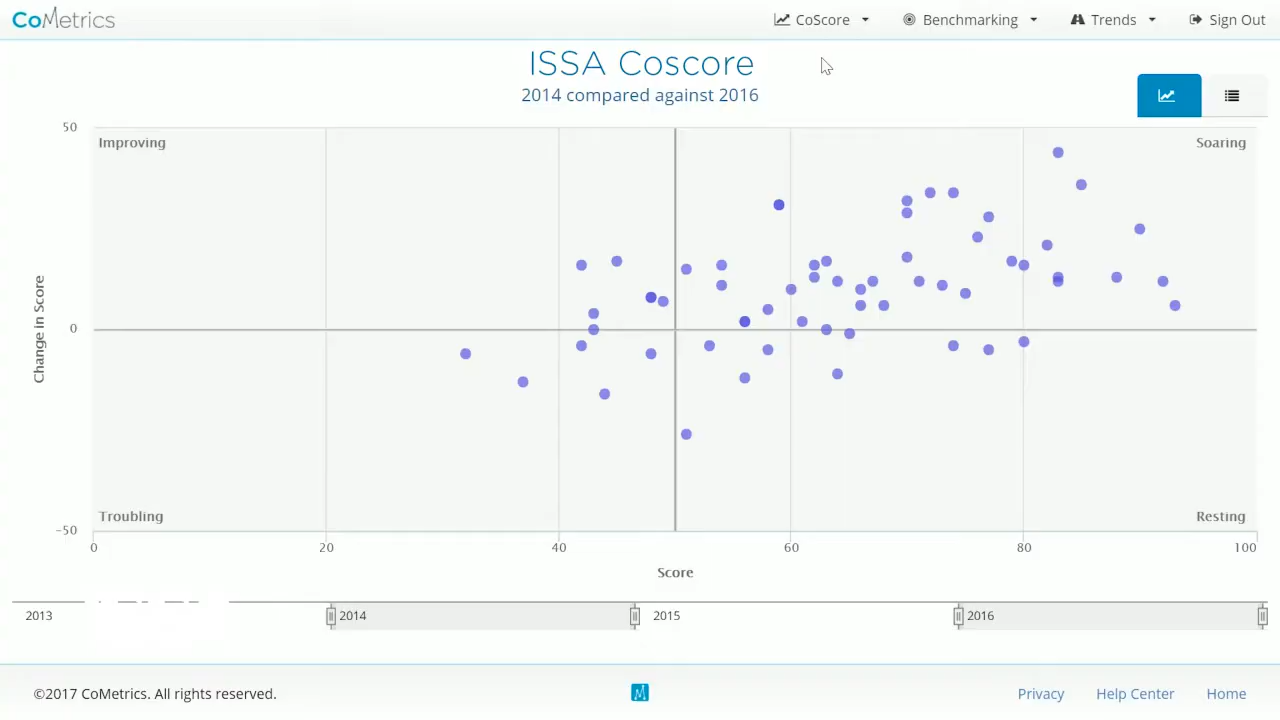 CoMetrics
CoScore Benchmarking Trends Sign Out
ISSA Coscore
2014 compared against 2016
50
Improving
Soaring
Change in Score
0
Troubling
Resting
-50
0 20 40 60 80 100
Score
2013 2014 2015 2016
©2017 CoMetrics. All rights reserved.
M
Privacy Help Center Home